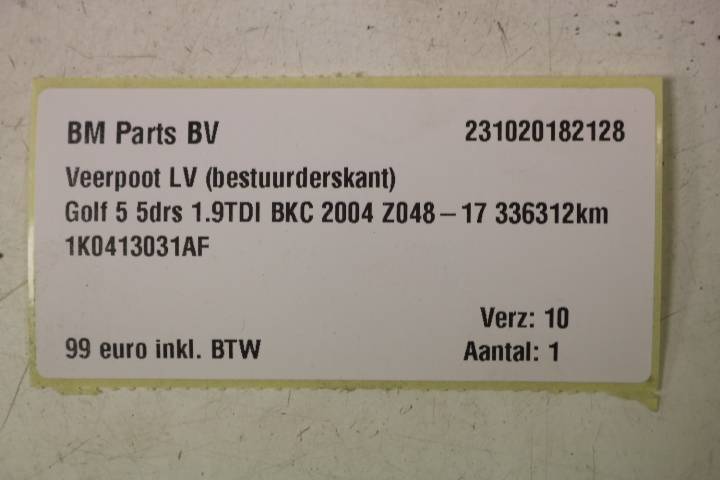 BM Parts BV 231020182128
Veerpoot LV (bestuurderskant)
Golf 5 5drs 1.9TDI BKC 2004 Z048-17 336312km
1K0413031AF
Verz: 10
99 euro inkl. BTW Aantal: 1